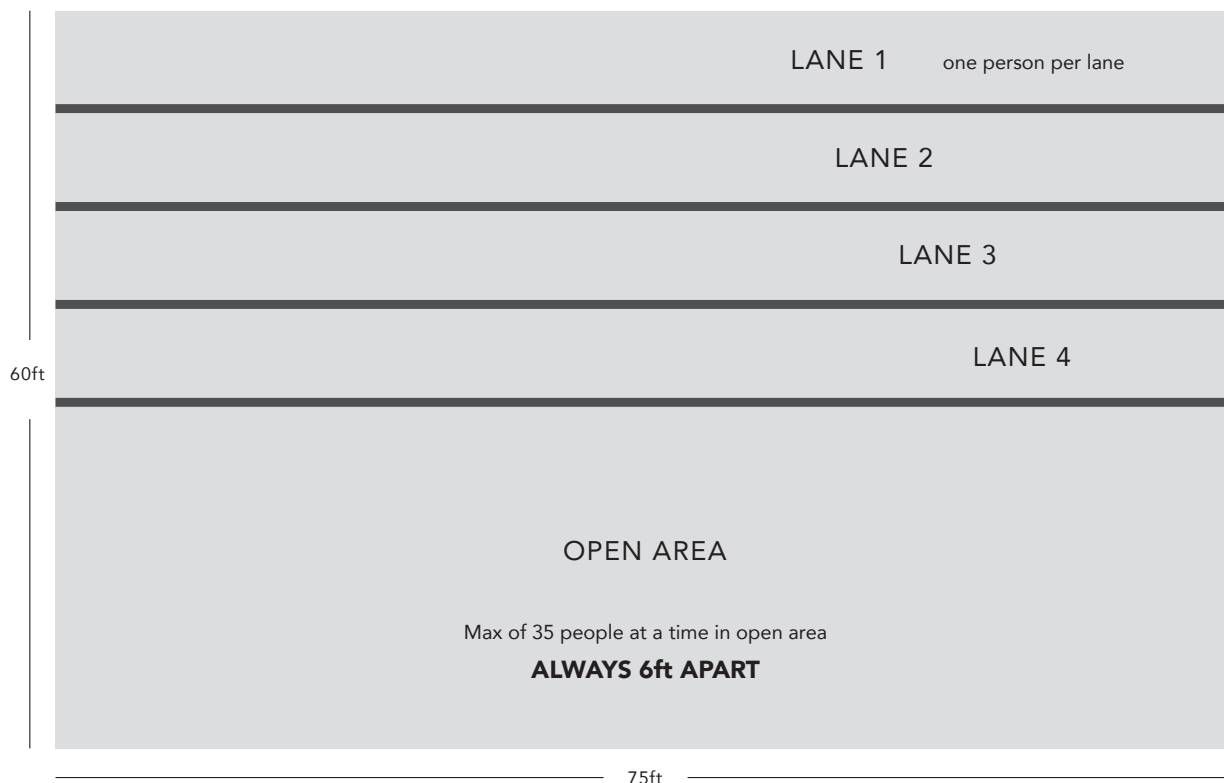 LANE 1 one person per lane
LANE 2
LANE 3
LANE 4
60ft
OPEN AREA
Max of 35 people at a time in open area
ALWAYS 6ft APART
75ft